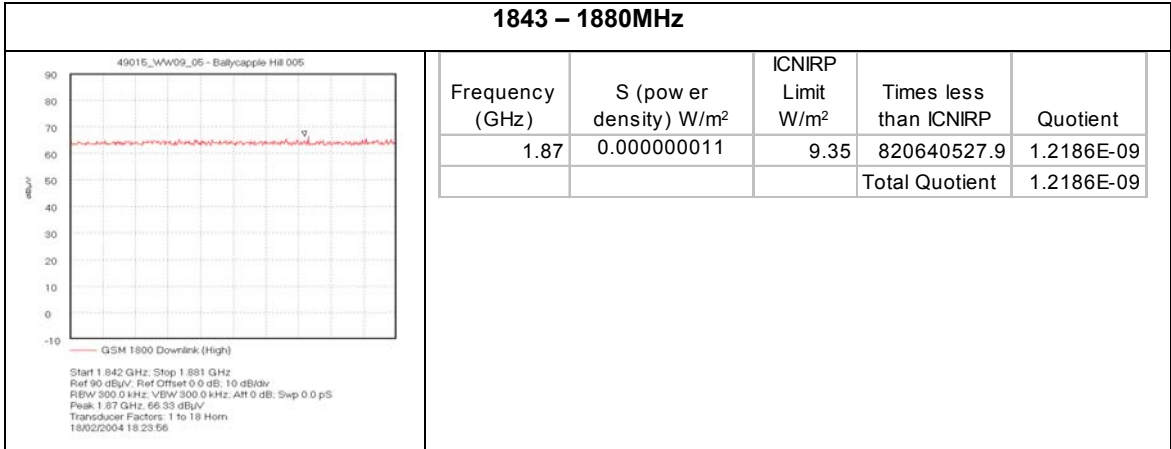 1843 – 1880MHz
49015_WW09_05 - Ballycapple Hill 005
90
80
70
60
50
40
30
20
10
0
-10
dBµV
GSM 1800 Downlink (High)
Start 1.842 GHz; Stop 1.881 GHz
Ref 90 dBµV; Ref Offset 0.0 dB; 10 dB/div
RBW 300.0 kHz; VBW 300.0 kHz; Att 0 dB; Swp 0.0 pS
Peak 1.87 GHz, 66.33 dBµV
Transducer Factors: 1 to 18 Horn
18/02/2004 18:23:56
Frequency (GHz) S (pow er density) W/m² ICNIRP Limit W/m² Times less than ICNIRP Quotient
1.87 0.000000011 9.35 820640527.9 1.2186E-09
Total Quotient 1.2186E-09